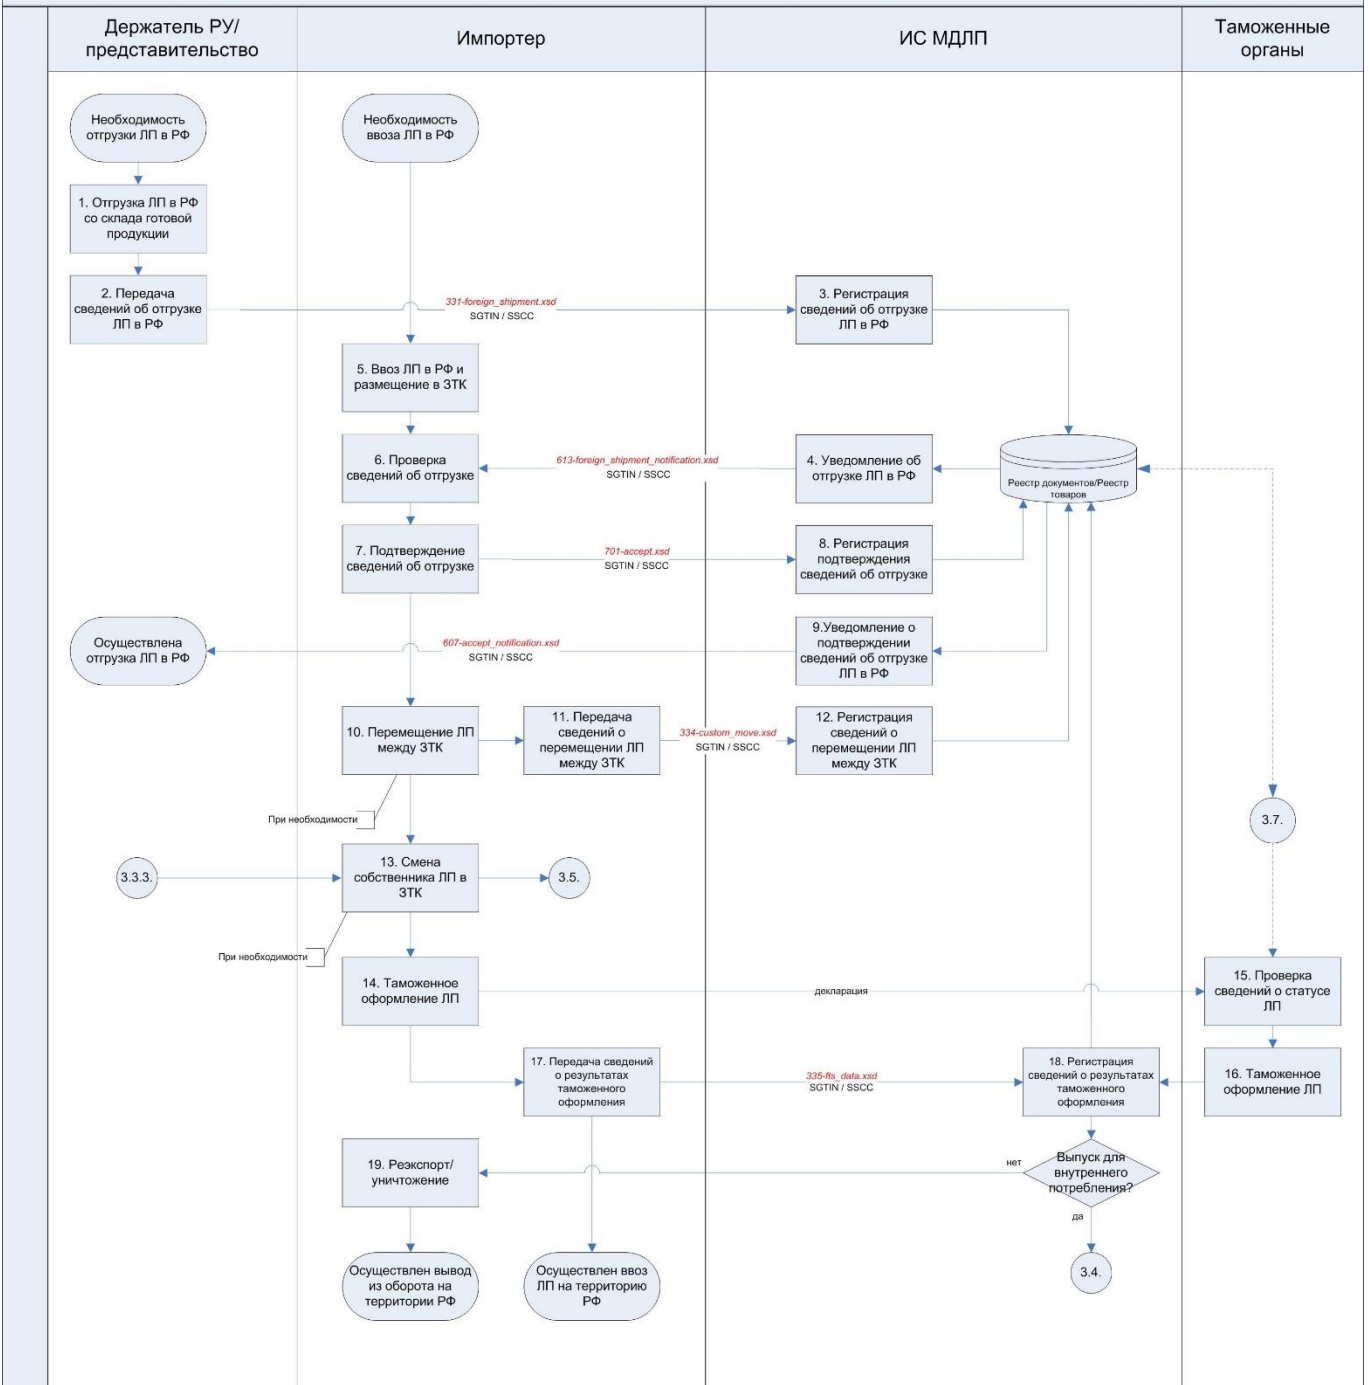 Держатель РУ/
представительство
Импортер
ИС МДЛП
Таможенные
органы
Необходимость
отгрузки ЛП в РФ
Необходимость
ввоза ЛП в РФ
1. Отгрузка ЛП в РФ
со склада готовой
продукции
2. Передача
сведений об отгрузке
ЛП в РФ
331-foreign_shipment.xsd
SGTIN / SSCC
3. Регистрация
сведений об отгрузке
ЛП в РФ
5. Ввоз ЛП в РФ и
размещение в ЗТК
6. Проверка
сведений об отгрузке
613-foreign_shipment_notification.xsd
SGTIN / SSCC
4. Уведомление об
отгрузке ЛП в РФ
Реестр документов/Реестр
товаров
7. Подтверждение
сведений об отгрузке
701-accept.xsd
SGTIN / SSCC
8. Регистрация
подтверждения
сведений об отгрузке
Осуществлена
отгрузка ЛП в РФ
607-accept_notification.xsd
SGTIN / SSCC
9.Уведомление о
подтверждении
сведений об отгрузке
ЛП в РФ
10. Перемещение ЛП
между ЗТК
11. Передача
сведений о
перемещении ЛП
между ЗТК
334-custom_move.xsd
SGTIN / SSCC
12. Регистрация
сведений о
перемещении ЛП
между ЗТК
При необходимости
3.7.
3.3.3.
13. Смена
собственника ЛП в
ЗТК
3.5.
При необходимости
14. Таможенное
оформление ЛП
декларация
15. Проверка
сведений о статусе
ЛП
17. Передача сведений
о результатах
таможенного
оформления
335-fts_data.xsd
SGTIN / SSCC
18. Регистрация
сведений о результатах
таможенного
оформления
16. Таможенное
оформление ЛП
19. Реэкспорт/
уничтожение
нет
Выпуск для
внутреннего
потребления?
да
Осуществлен вывод
из оборота на
территории РФ
Осуществлен ввоз
ЛП на территорию
РФ
3.4.